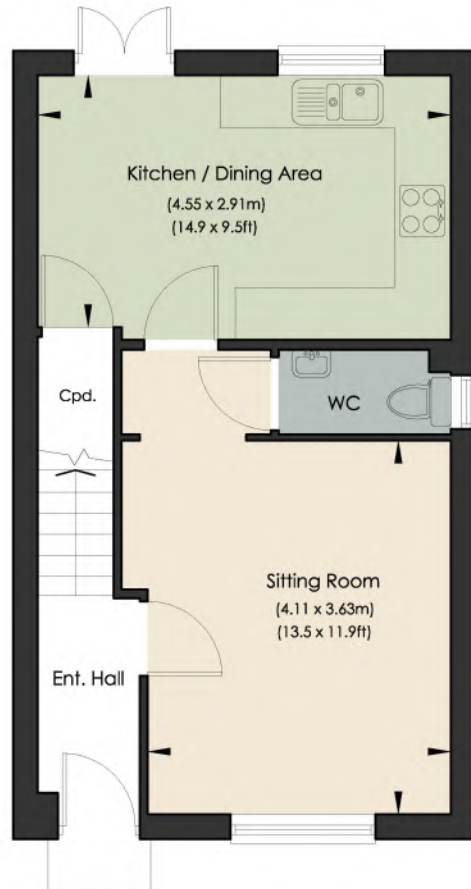 Kitchen / Dining Area
(4.55 x 2.91m)
(14.9 x 9.5ft)
Cpd.
WC
Sitting Room
(4.11 x 3.63m)
(13.5 x 11.9ft)
Ent. Hall